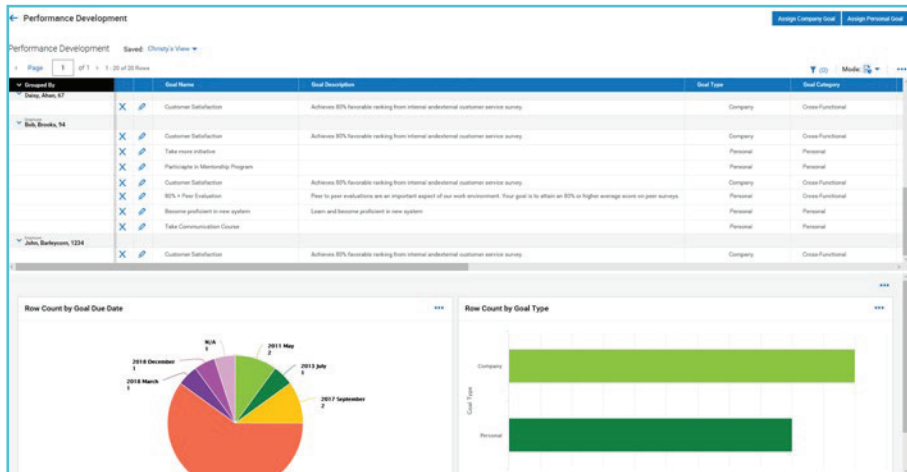 Performance Development
Assign Company Goal
Assign Personal Goal
Performance Development Saved: Christy's View
Page 1 of 1 1 - 20 of 20 Rows
(0) Mode:
Grouped By Goal Name Goal Description Goal Type Goal Category
Daisy, Ahan, 67
Customer Satisfaction Achieves 80% favorable ranking from internal andexternal customer service survey. Company Cross-Functional
Employee
Bob, Brooks, 94
Customer Satisfaction Achieves 80% favorable ranking from internal andexternal customer service survey. Company Cross-Functional
Take more initiative Personal Personal
Participate in Mentorship Program Personal Personal
Customer Satisfaction Achieves 80% favorable ranking from internal andexternal customer service survey. Company Cross-Functional
80% + Peer Evaluation Peer to peer evaluations are an important aspect of our work environment. Your goal is to attain an 80% or higher average score on peer surveys Personal Cross-Functional
Become proficient in new system Learn and become proficient in new system Personal Personal
Take Communication Course Personal Personal
Employee
John, Barleycorn, 1234
Customer Satisfaction Achieves 80% favorable ranking from internal andexternal customer service survey. Company Cross-Functional
Row Count by Goal Due Date
N/A
1
2011 May
2
2018 December
1
2013 July
1
2018 March
1
2017 September
2
Row Count by Goal Type
Company
Goal Type
Personal